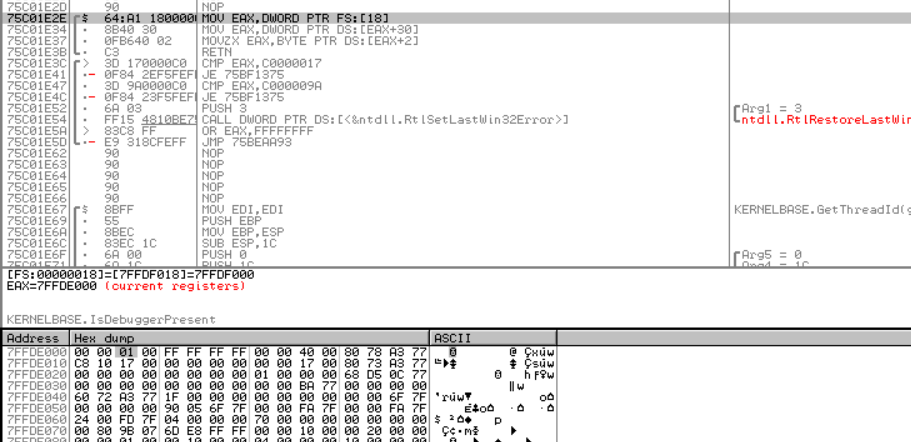 75C01E2D 90 NOP
75C01E2E $ 64:A1 1800000 MOV EAX,DWORD PTR FS:[18]
75C01E34 . 8B40 30 MOV EAX,DWORD PTR DS:[EAX+30]
75C01E37 . 0FB640 02 MOVZX EAX,BYTE PTR DS:[EAX+2]
75C01E3B . C3 RETN
75C01E3C > 3D 170000C0 CMP EAX,C0000017
75C01E41 .- 0F84 2EF5FEF JE 75BF1375
75C01E47 . 3D 9A0000C0 CMP EAX,C000009A
75C01E4C .- 0F84 23F5FEF JE 75BF1375
75C01E52 . 6A 03 PUSH 3 Arg1 = 3
75C01E54 . FF15 4810BE7 CALL DWORD PTR DS:[<&ntdll.RtlSetLastWin32Error>] ntdll.RtlRestoreLastWin
75C01E5A > 83C8 FF OR EAX,FFFFFFFF
75C01E5D .- E9 318CFEFF JMP 75BEAA93
75C01E62 90 NOP
75C01E63 90 NOP
75C01E64 90 NOP
75C01E65 90 NOP
75C01E66 90 NOP
75C01E67 $ 8BFF MOV EDI,EDI KERNELBASE.GetThreadId(g
75C01E69 . 55 PUSH EBP
75C01E6A . 8BEC MOV EBP,ESP
75C01E6C . 83EC 1C SUB ESP,1C
75C01E6F . 6A 00 PUSH 0 Arg5 = 0
75C01E71 . 6A 1C PUSH 1C Arg4 = 1C
[FS:00000018]=[7FFDF018]=7FFDF000
EAX=7FFDE000 (current registers)
KERNELBASE.IsDebuggerPresent
Address Hex dump ASCII
7FFDE000 00 00 01 00 FF FF FF FF 00 00 40 00 80 78 A3 77
7FFDE010 C8 10 17 00 00 00 00 00 00 00 17 00 80 73 A3 77
7FFDE020 00 00 00 00 00 00 00 00 01 00 00 00 68 D5 0C 77
7FFDE030 00 00 00 00 00 00 00 00 00 00 BA 77 00 00 00 00
7FFDE040 60 72 A3 77 1F 00 00 00 00 00 00 00 00 00 6F 7F
7FFDE050 00 00 00 00 90 05 6F 7F 00 00 FA 7F 00 00 FA 7F
7FFDE060 24 00 FD 7F 04 00 00 00 70 00 00 00 00 00 00 00
7FFDE070 00 80 9B 07 6D E8 FF FF 00 00 10 00 00 20 00 00